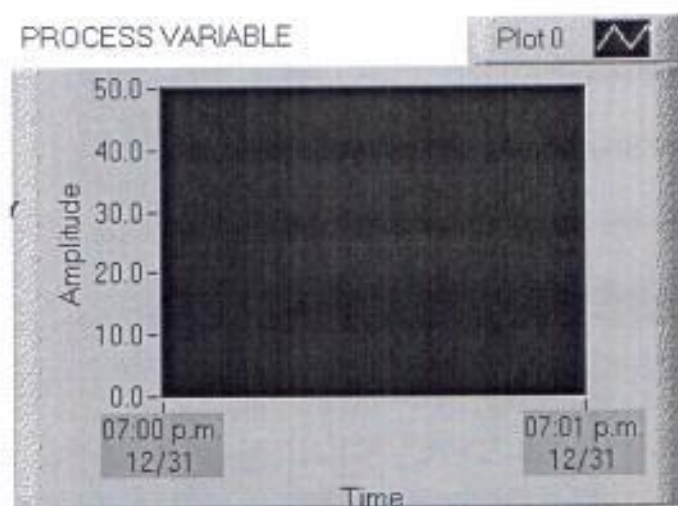 PROCESS VARIABLE
Plot 0
50.0
40.0
30.0
20.0
10.0
0.0
Amplitude
07:00 p.m.
12/31
07:01 p.m.
12/31
Time